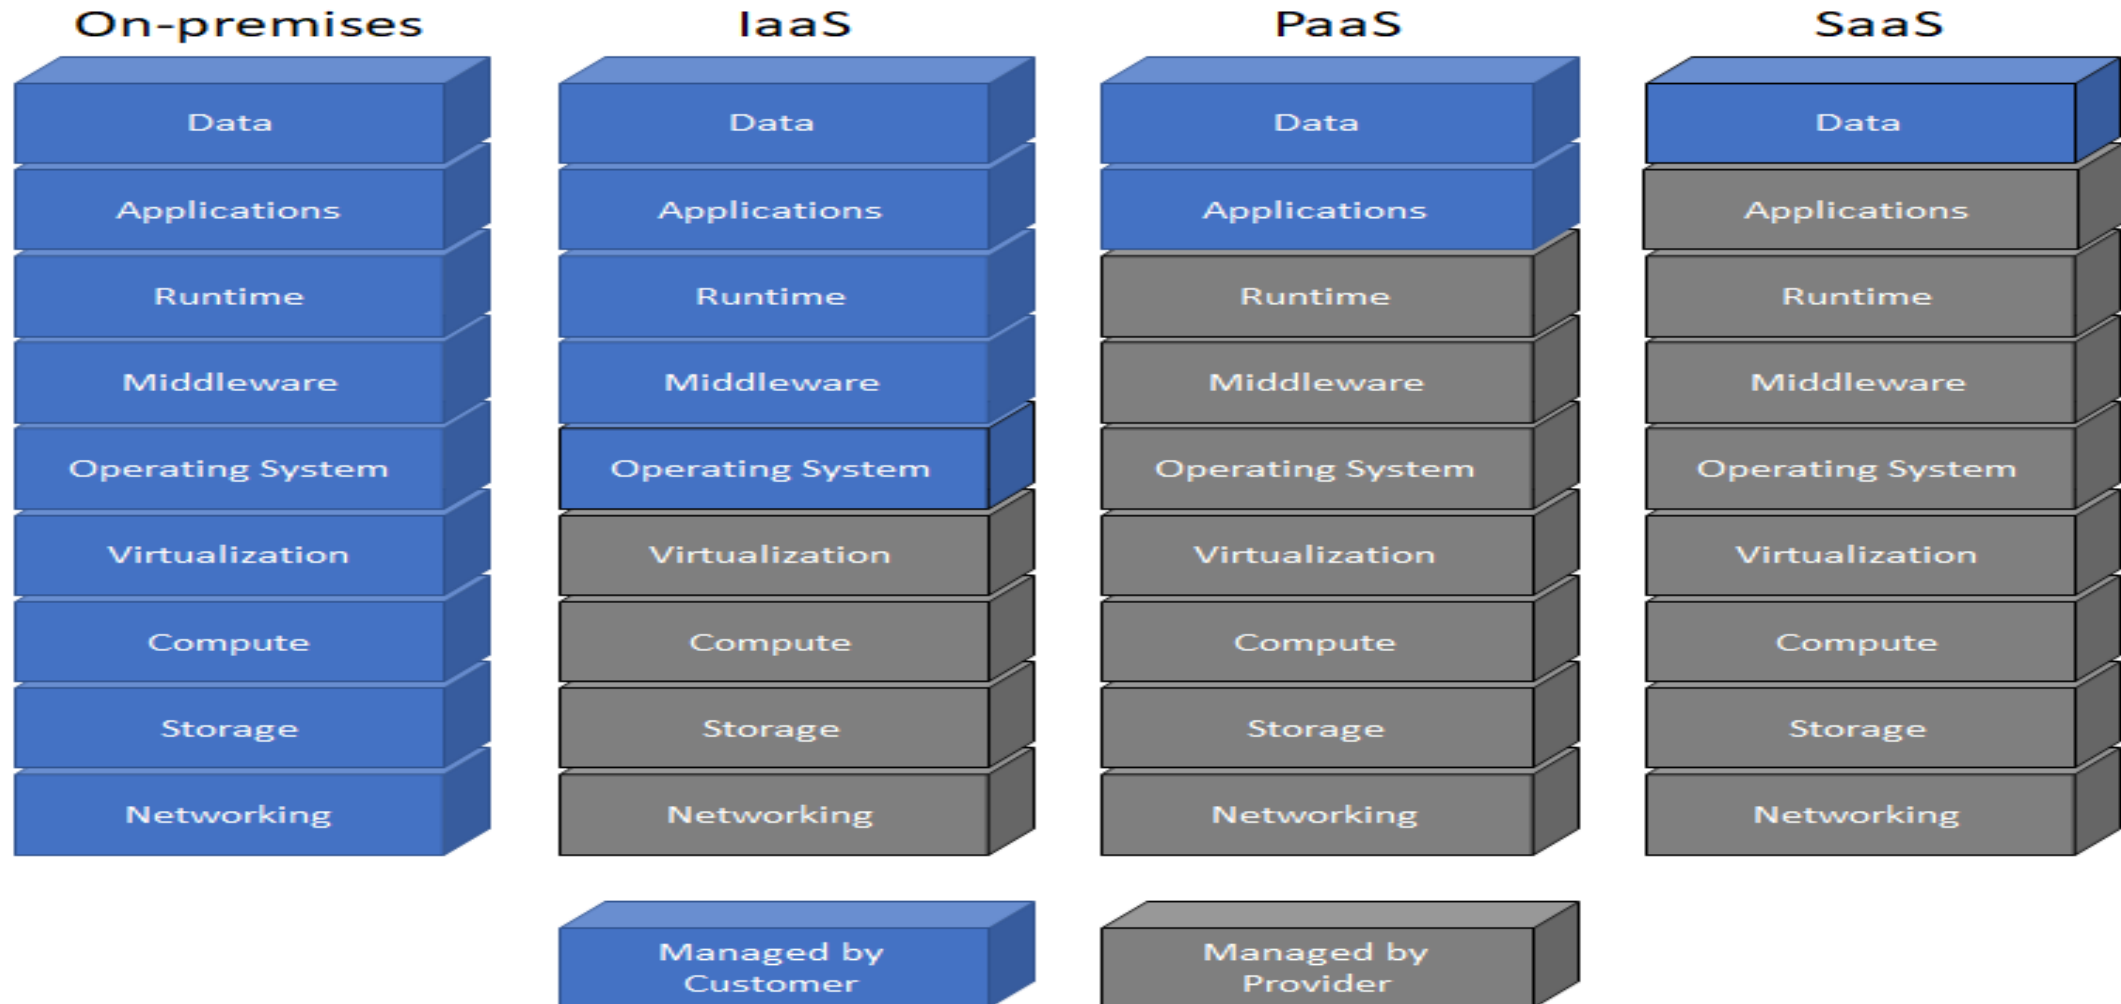 On-premises
IaaS
PaaS
SaaS
Data
Data
Data
Data
Applications
Applications
Applications
Applications
Runtime
Runtime
Runtime
Runtime
Middleware
Middleware
Middleware
Middleware
Operating System
Operating System
Operating System
Operating System
Virtualization
Virtualization
Virtualization
Virtualization
Compute
Compute
Compute
Compute
Storage
Storage
Storage
Storage
Networking
Networking
Networking
Networking
Managed by
Customer
Managed by
Provider